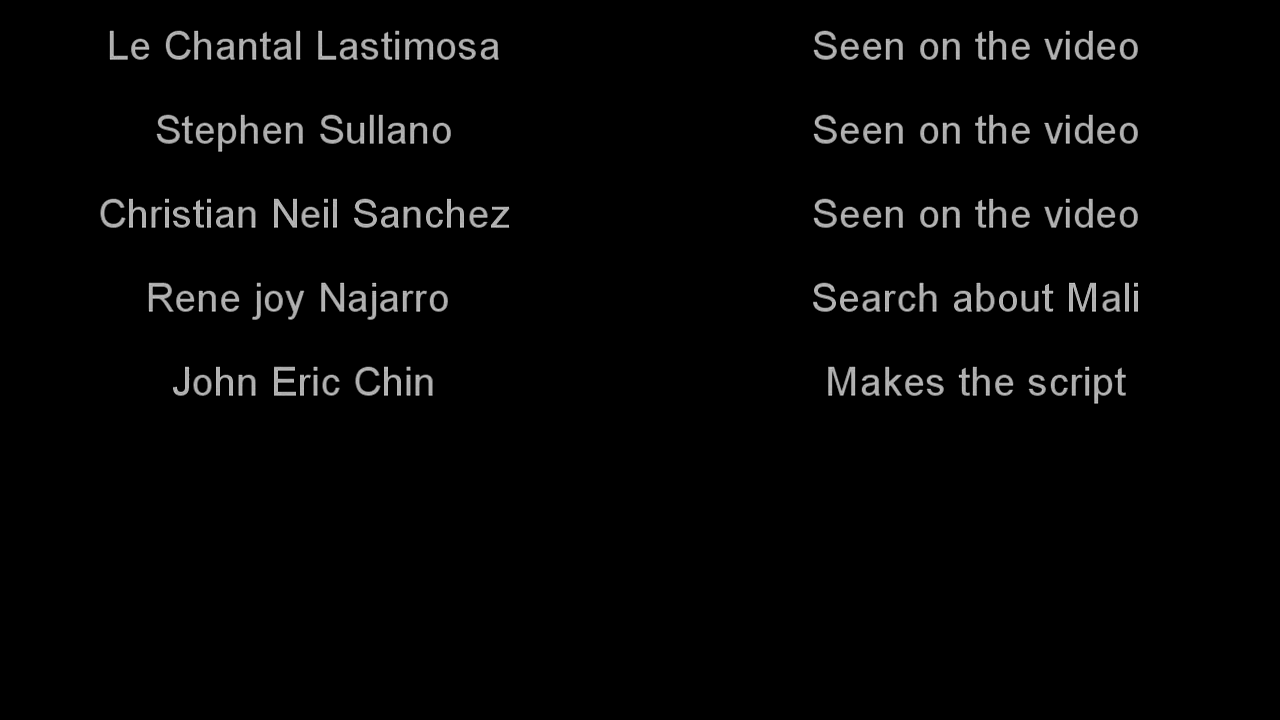 Le Chantal Lastimosa Seen on the video
Stephen Sullano Seen on the video
Christian Neil Sanchez Seen on the video
Rene joy Najarro Search about Mali
John Eric Chin Makes the script